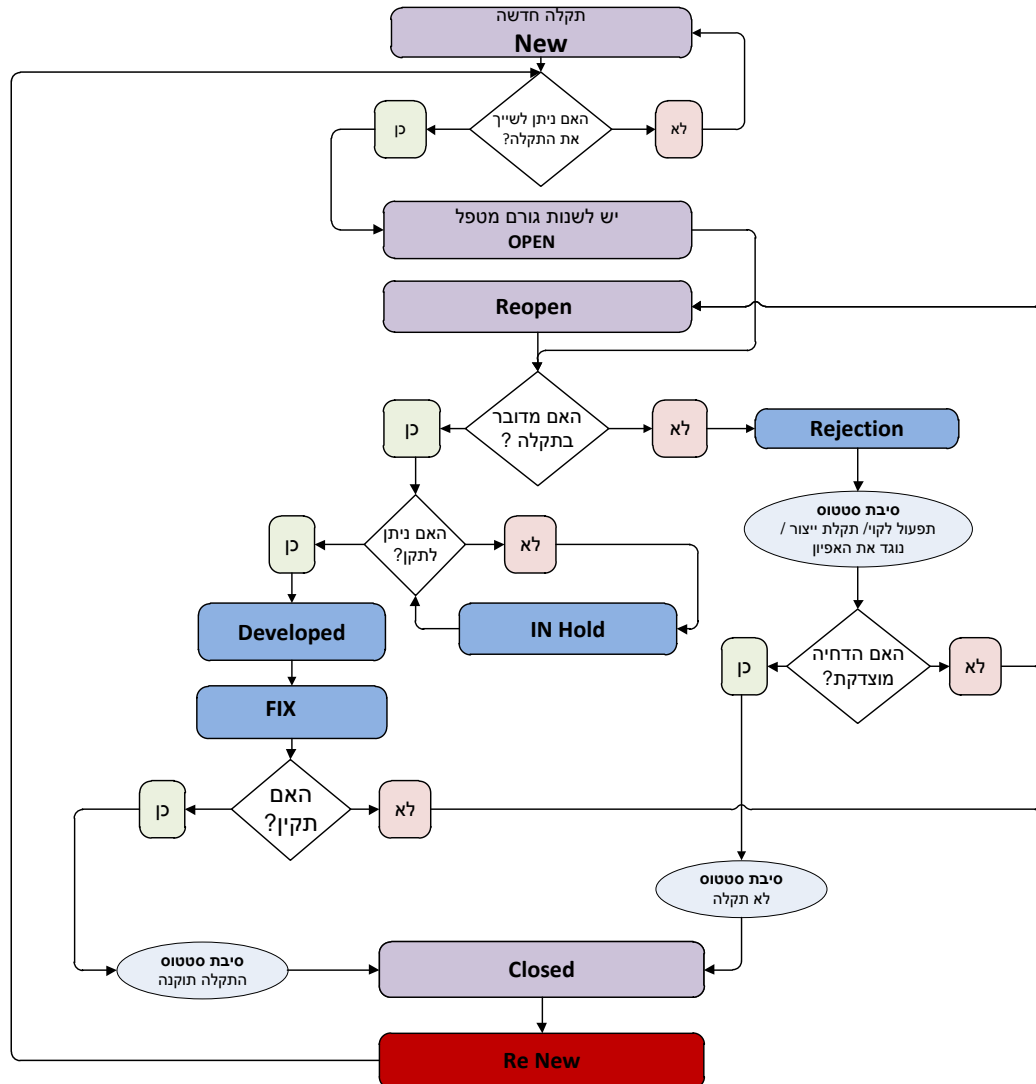 תקלה חדשה
New
האם ניתן לשייך
את התקלה?
כן
לא
יש לשנות גורם מטפל
OPEN
Reopen
האם מדובר
בתקלה ?
כן
לא
Rejection
סיבת סטטוס
תפעול לקוי/ תקלת ייצור /
נוגד את האפיון
האם ניתן
לתקן?
כן
לא
IN Hold
Developed
האם הדחיה
מוצדקת?
כן
לא
FIX
האם
תקין?
כן
לא
סיבת סטטוס
לא תקלה
סיבת סטטוס
התקלה תוקנה
Closed
Re New